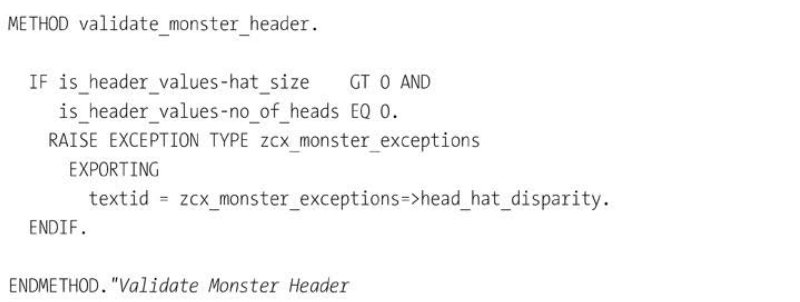 METHOD validate_monster_header.
IF is_header_values-hat_size    GT 0 AND
is_header_values-no_of_heads EQ 0.
RAISE EXCEPTION TYPE zcx_monster_exceptions
EXPORTING
textid = zcx_monster_exceptions=>head_hat_disparity.
ENDIF.
ENDMETHOD."Validate Monster Header